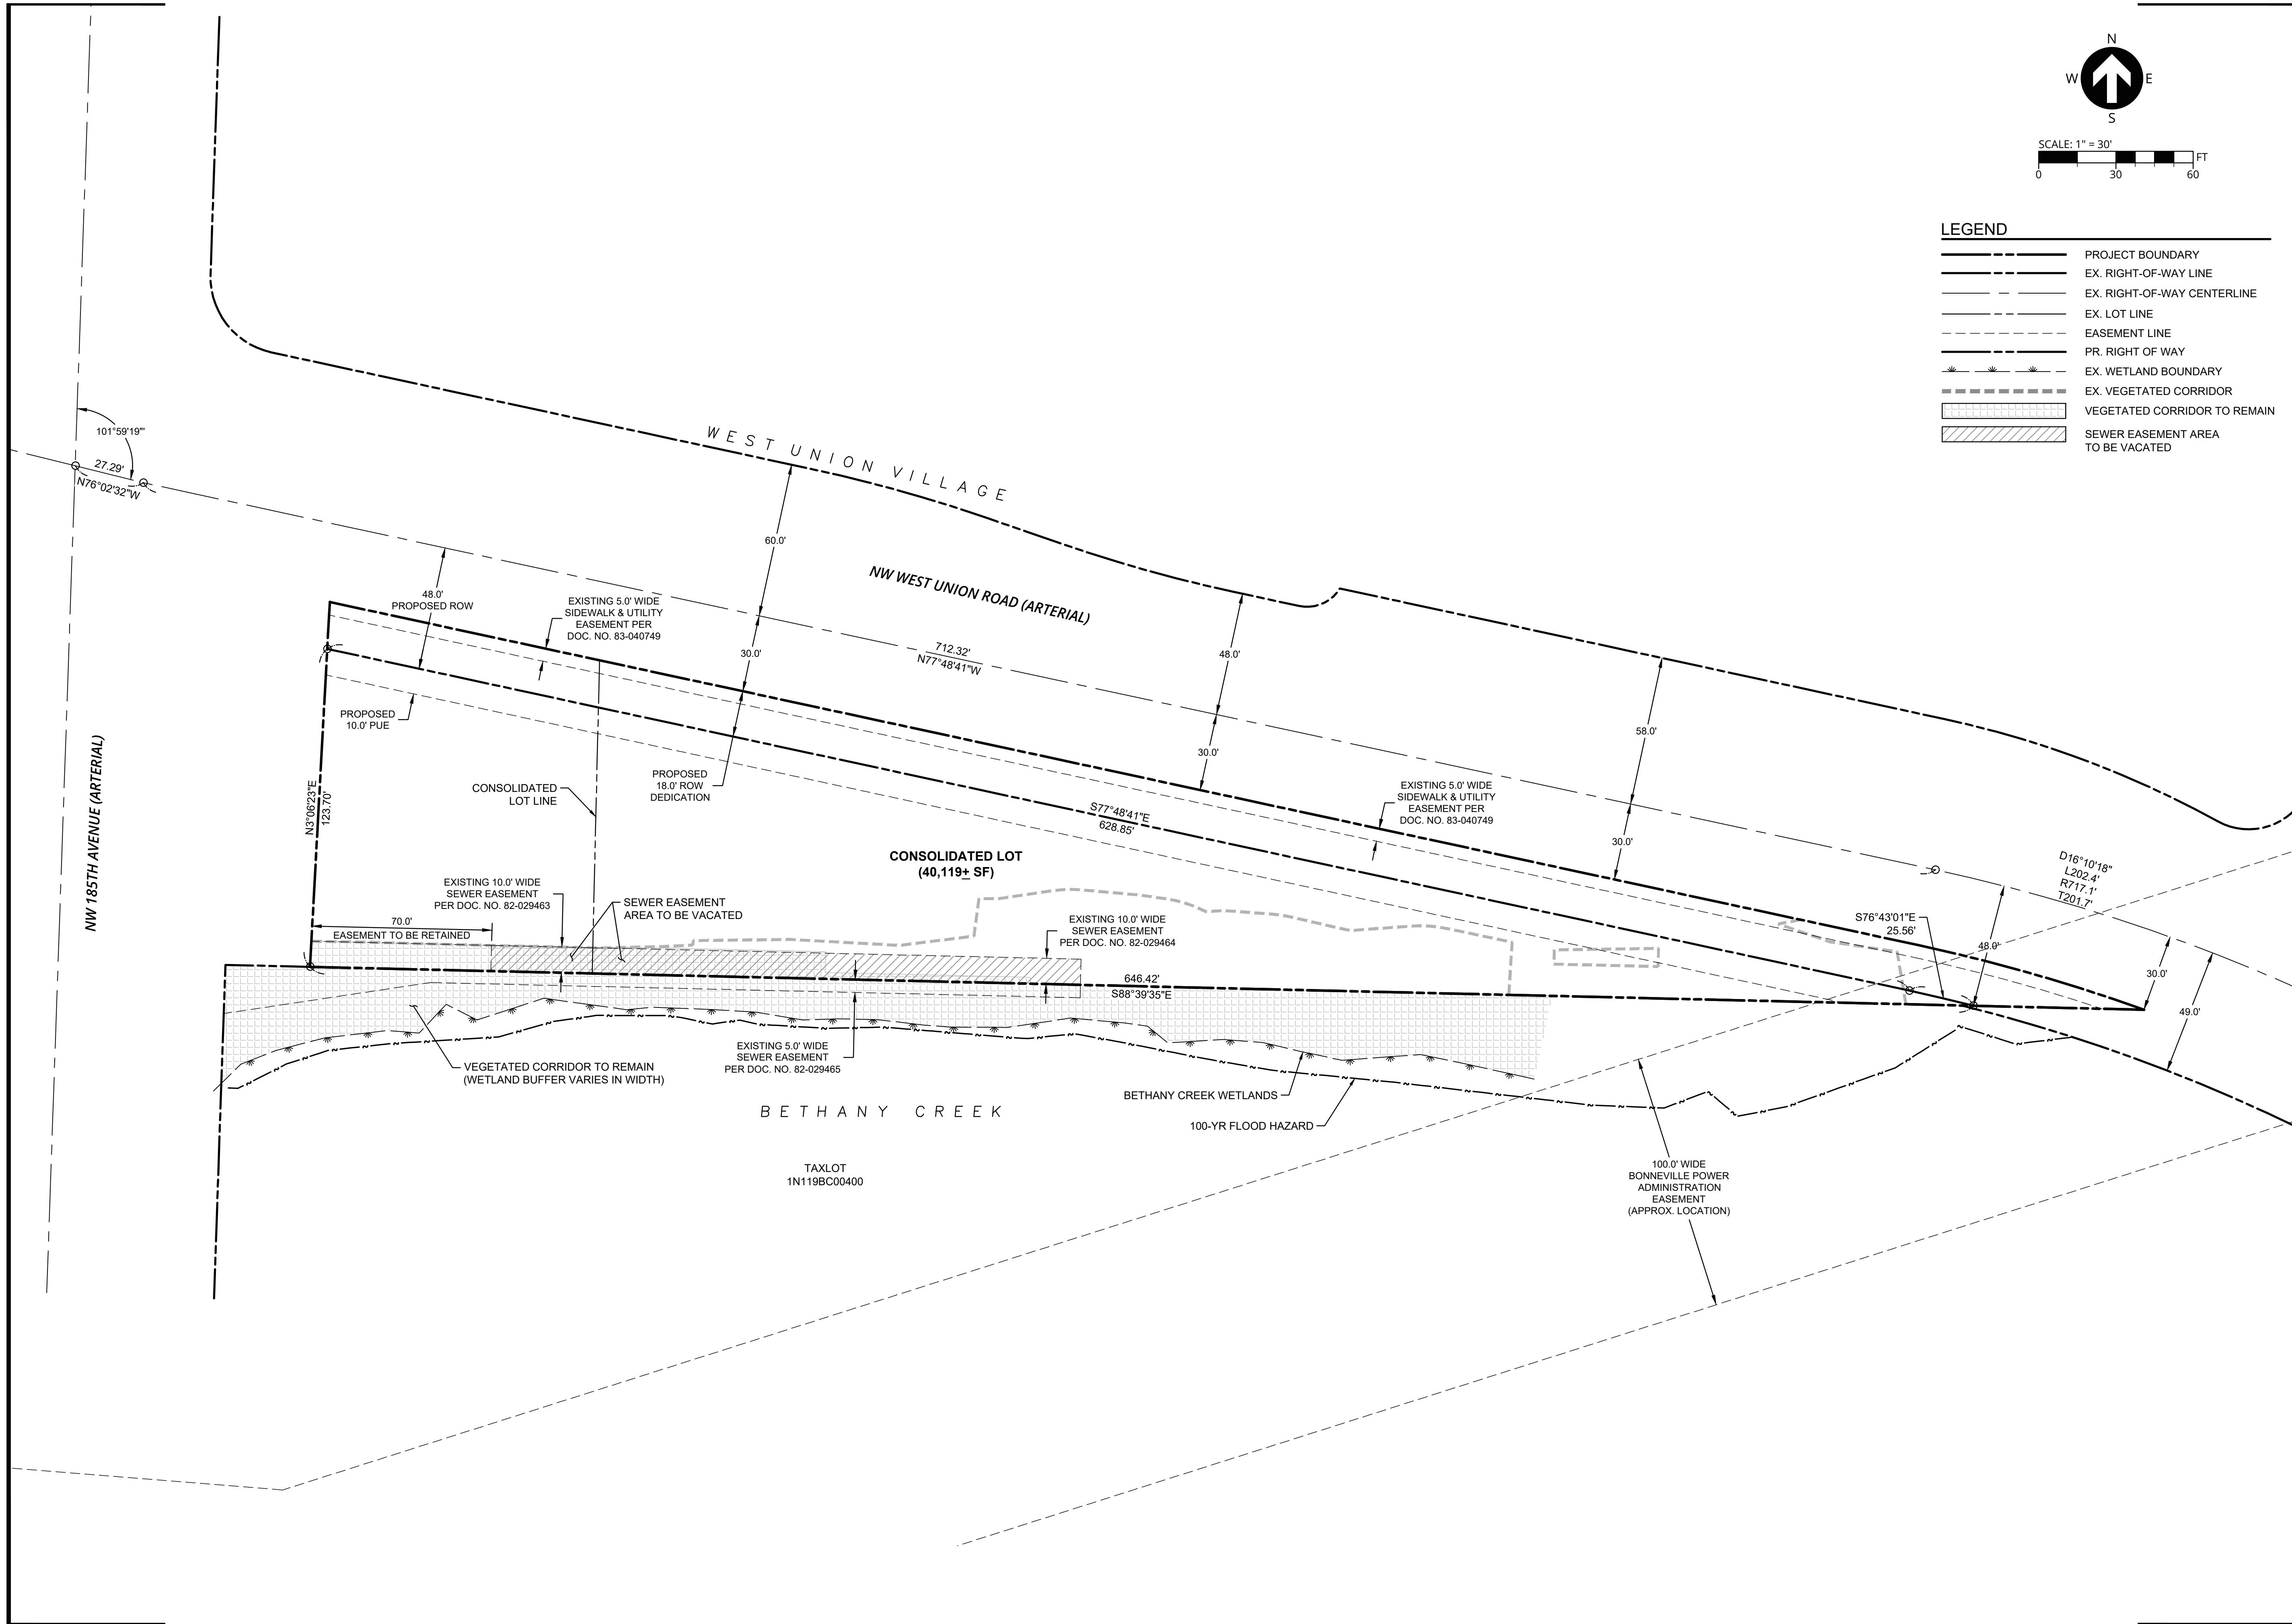 N
W
E
S
SCALE: 1" = 30'
FT
0
30
60
LEGEND
PROJECT BOUNDARY
EX. RIGHT-OF-WAY LINE
EX. RIGHT-OF-WAY CENTERLINE
EX. LOT LINE
EASEMENT LINE
PR. RIGHT OF WAY
EX. WETLAND BOUNDARY
EX. VEGETATED CORRIDOR
VEGETATED CORRIDOR TO REMAIN
SEWER EASEMENT AREA
TO BE VACATED
101°59'19"'
27.29'
N76°02'32"W
WEST UNION VILLAGE
60.0'
NW WEST UNION ROAD (ARTERIAL)
48.0'
PROPOSED ROW
EXISTING 5.0' WIDE
SIDEWALK & UTILITY
EASEMENT PER
DOC. NO. 83-040749
30.0'
712.32'
N77°48'41"W
48.0'
30.0'
58.0'
30.0'
PROPOSED
10.0' PUE
NW 185TH AVENUE (ARTERIAL)
N3°06'23"E
123.70'
CONSOLIDATED
LOT LINE
PROPOSED
18.0' ROW
DEDICATION
EXISTING 5.0' WIDE
SIDEWALK & UTILITY
EASEMENT PER
DOC. NO. 83-040749
S77°48'41"E
628.85'
CONSOLIDATED LOT
(40,119± SF)
D16°10'18"
L202.4'
R717.1'
T201.7'
EXISTING 10.0' WIDE
SEWER EASEMENT
PER DOC. NO. 82-029463
SEWER EASEMENT
AREA TO BE VACATED
70.0'
EASEMENT TO BE RETAINED
EXISTING 10.0' WIDE
SEWER EASEMENT
PER DOC. NO. 82-029464
S76°43'01"E
25.56'
48.0'
30.0'
49.0'
646.42'
S88°39'35"E
EXISTING 5.0' WIDE
SEWER EASEMENT
PER DOC. NO. 82-029465
VEGETATED CORRIDOR TO REMAIN
(WETLAND BUFFER VARIES IN WIDTH)
BETHANY CREEK WETLANDS
BETHANY CREEK
100-YR FLOOD HAZARD
TAXLOT
1N119BC00400
100.0' WIDE
BONNEVILLE POWER
ADMINISTRATION
EASEMENT
(APPROX. LOCATION)